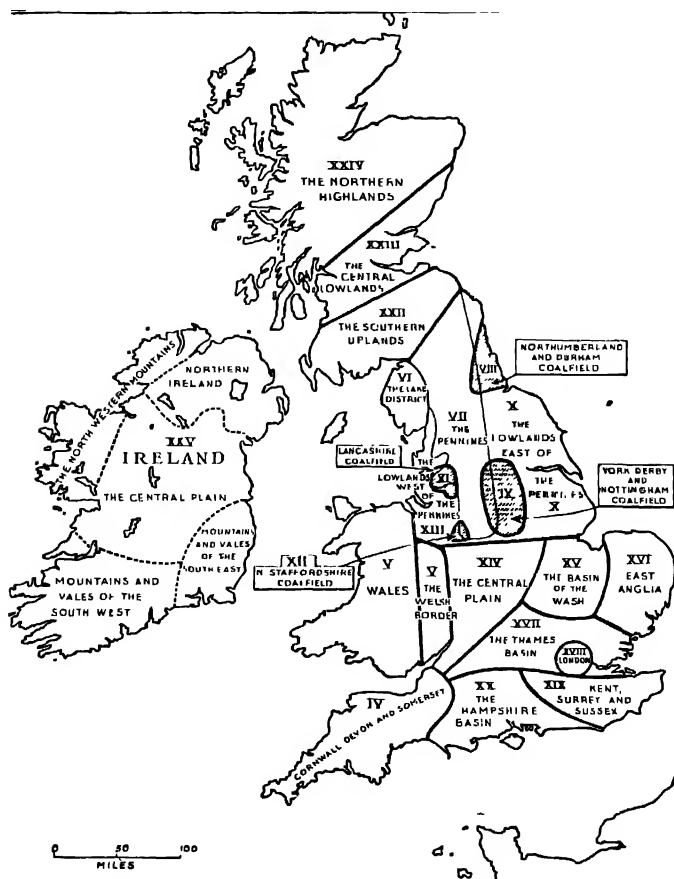 XXIV
THE NORTHERN
HIGHLANDS
XXIII
THE
CENTRAL
LOWLANDS
XXII
THE SOUTHERN
UPLANDS
NORTHUMBERLAND
AND DURHAM
COALFIELD
VIII
VI
THE LAKE
DISTRICT
VII
THE
PENNINES
X
THE
LOWLANDS
EAST OF
THE
PENNINES
X
THE NORTH WESTERN MOUNTAINS
NORTHERN
IRELAND
XXV
IRELAND
THE CENTRAL PLAIN
MOUNTAINS
AND VALES
OF THE
SOUTH EAST
MOUNTAINS AND
VALES OF THE
SOUTH WEST
LANCASHIRE
COALFIELD
THE
LOWLANDS
WEST OF
THE
PENNINES
XI
XIII
IX
YORK DERBY
AND
NOTTINGHAM
COALFIELD
XII
N STAFFORDSHIRE
COALFIELD
V
WALES
V
THE
WELSH
BORDER
XIV
THE CENTRAL
PLAIN
XV
THE BASIN
OF THE
WASH
XVI
EAST
ANGLIA
XVII
THE THAMES
BASIN
XVIII
LONDON
XIX
KENT,
SURREY AND
SUSSEX
XX
THE
HAMPSHIRE
BASIN
IV
CORNWALL DEVON AND SOMERSET
0 50 100
MILES